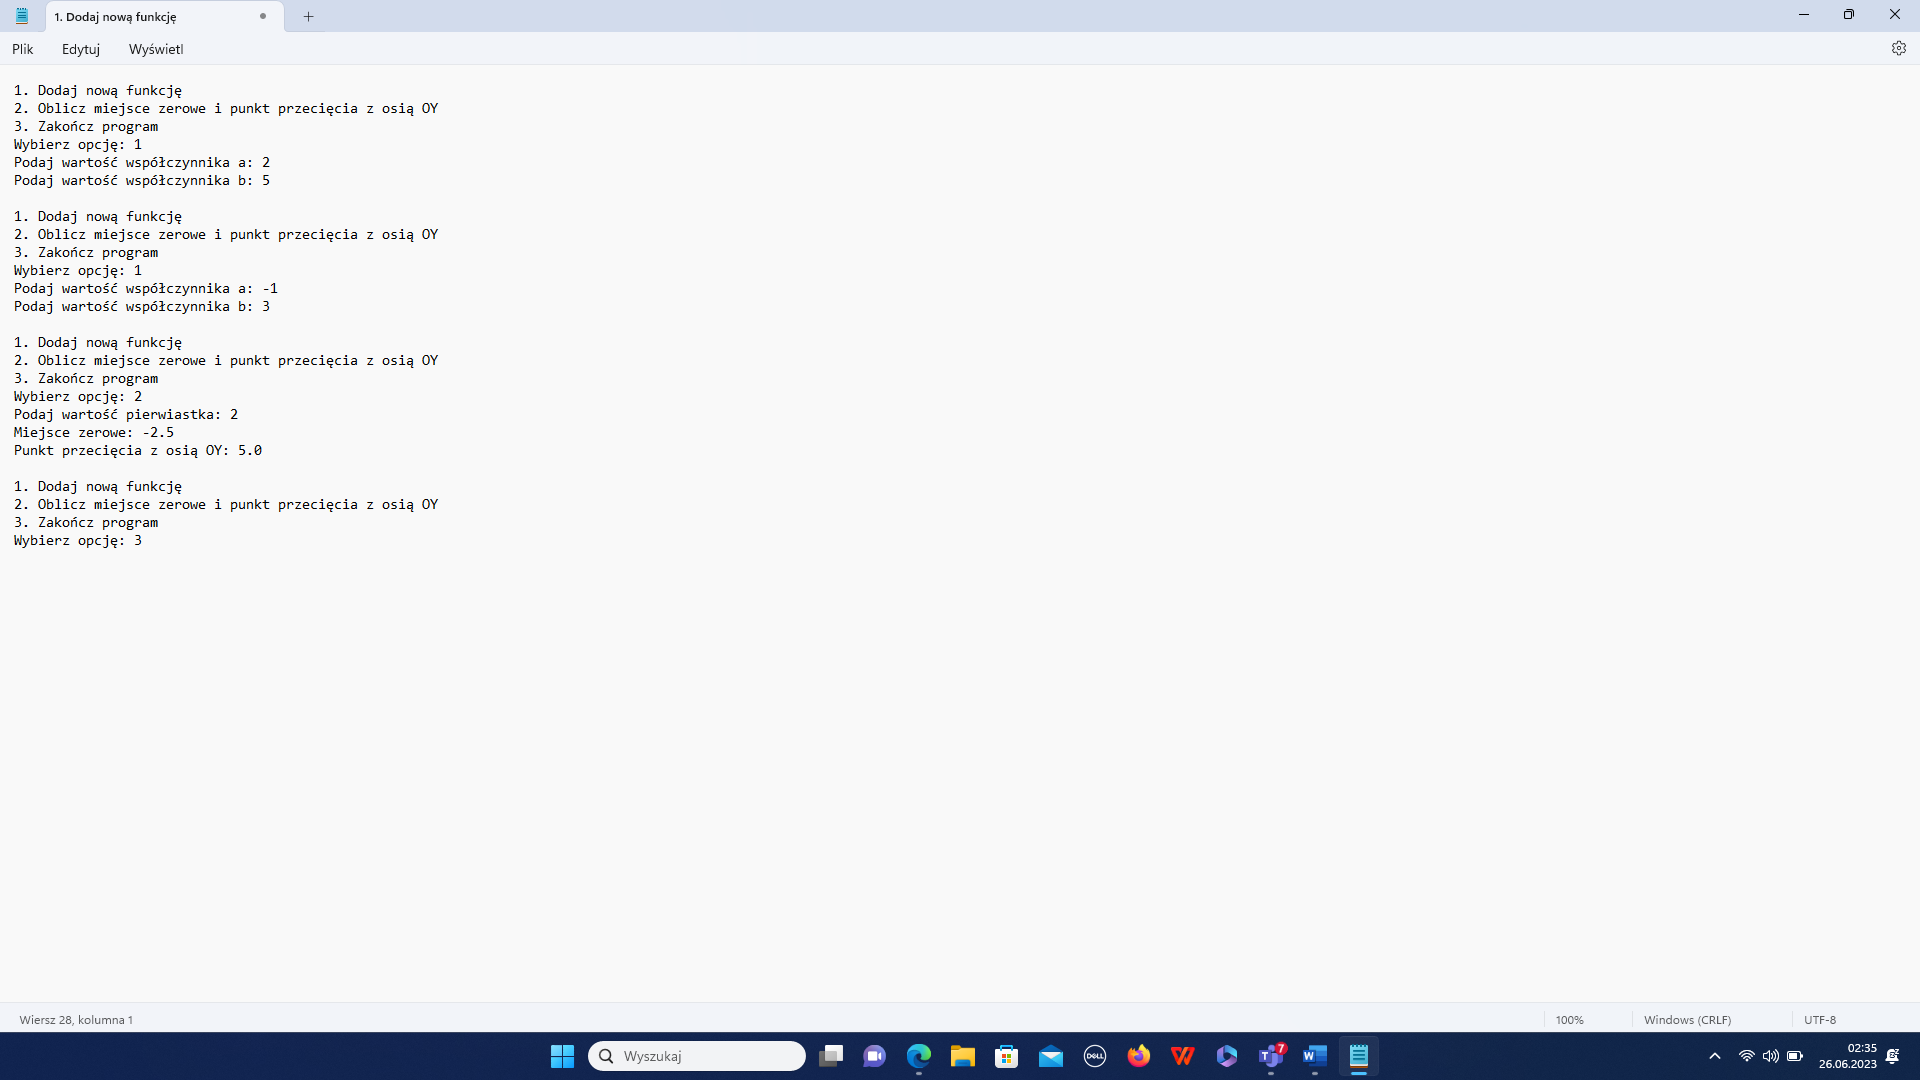 1. Dodaj nową funkcję
Plik
Edytuj
Wyświetl
1. Dodaj nową funkcję
2. Oblicz miejsce zerowe i punkt przecięcia z osią OY
3. Zakończ program
Wybierz opcję: 1
Podaj wartość współczynnika a: 2
Podaj wartość współczynnika b: 5
1. Dodaj nową funkcję
2. Oblicz miejsce zerowe i punkt przecięcia z osią OY
3. Zakończ program
Wybierz opcję: 1
Podaj wartość współczynnika a: -1
Podaj wartość współczynnika b: 3
1. Dodaj nową funkcję
2. Oblicz miejsce zerowe i punkt przecięcia z osią OY
3. Zakończ program
Wybierz opcję: 2
Podaj wartość pierwiastka: 2
Miejsce zerowe: -2.5
Punkt przecięcia z osią OY: 5.0
1. Dodaj nową funkcję
2. Oblicz miejsce zerowe i punkt przecięcia z osią OY
3. Zakończ program
Wybierz opcję: 3
Wiersz 28, kolumna 1
100%
Windows (CRLF)
UTF-8
Wyszukaj
DELL
7
02:35
26.06.2023